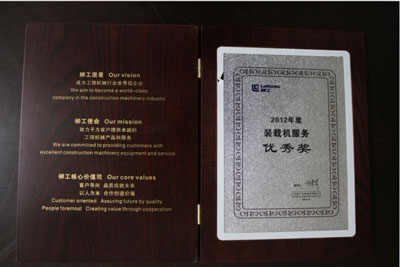 柳工愿景 Our vision
成为工程机械行业世界级企业
We aim to become a world-class
company in the construction machinery industry
柳工使命 Our mission
致力于为客户提供卓越的
工程机械产品和服务
We are committed to providing customers with
excellent construction machinery equipment and service
柳工核心价值观 Our core values
客户导向 品质成就未来
以人为本 合作创造价值
Customer oriented Assuring future by quality
People foremost Creating value through cooperation
LIUGONG
柳工
2012年度
装载机服务
优秀奖